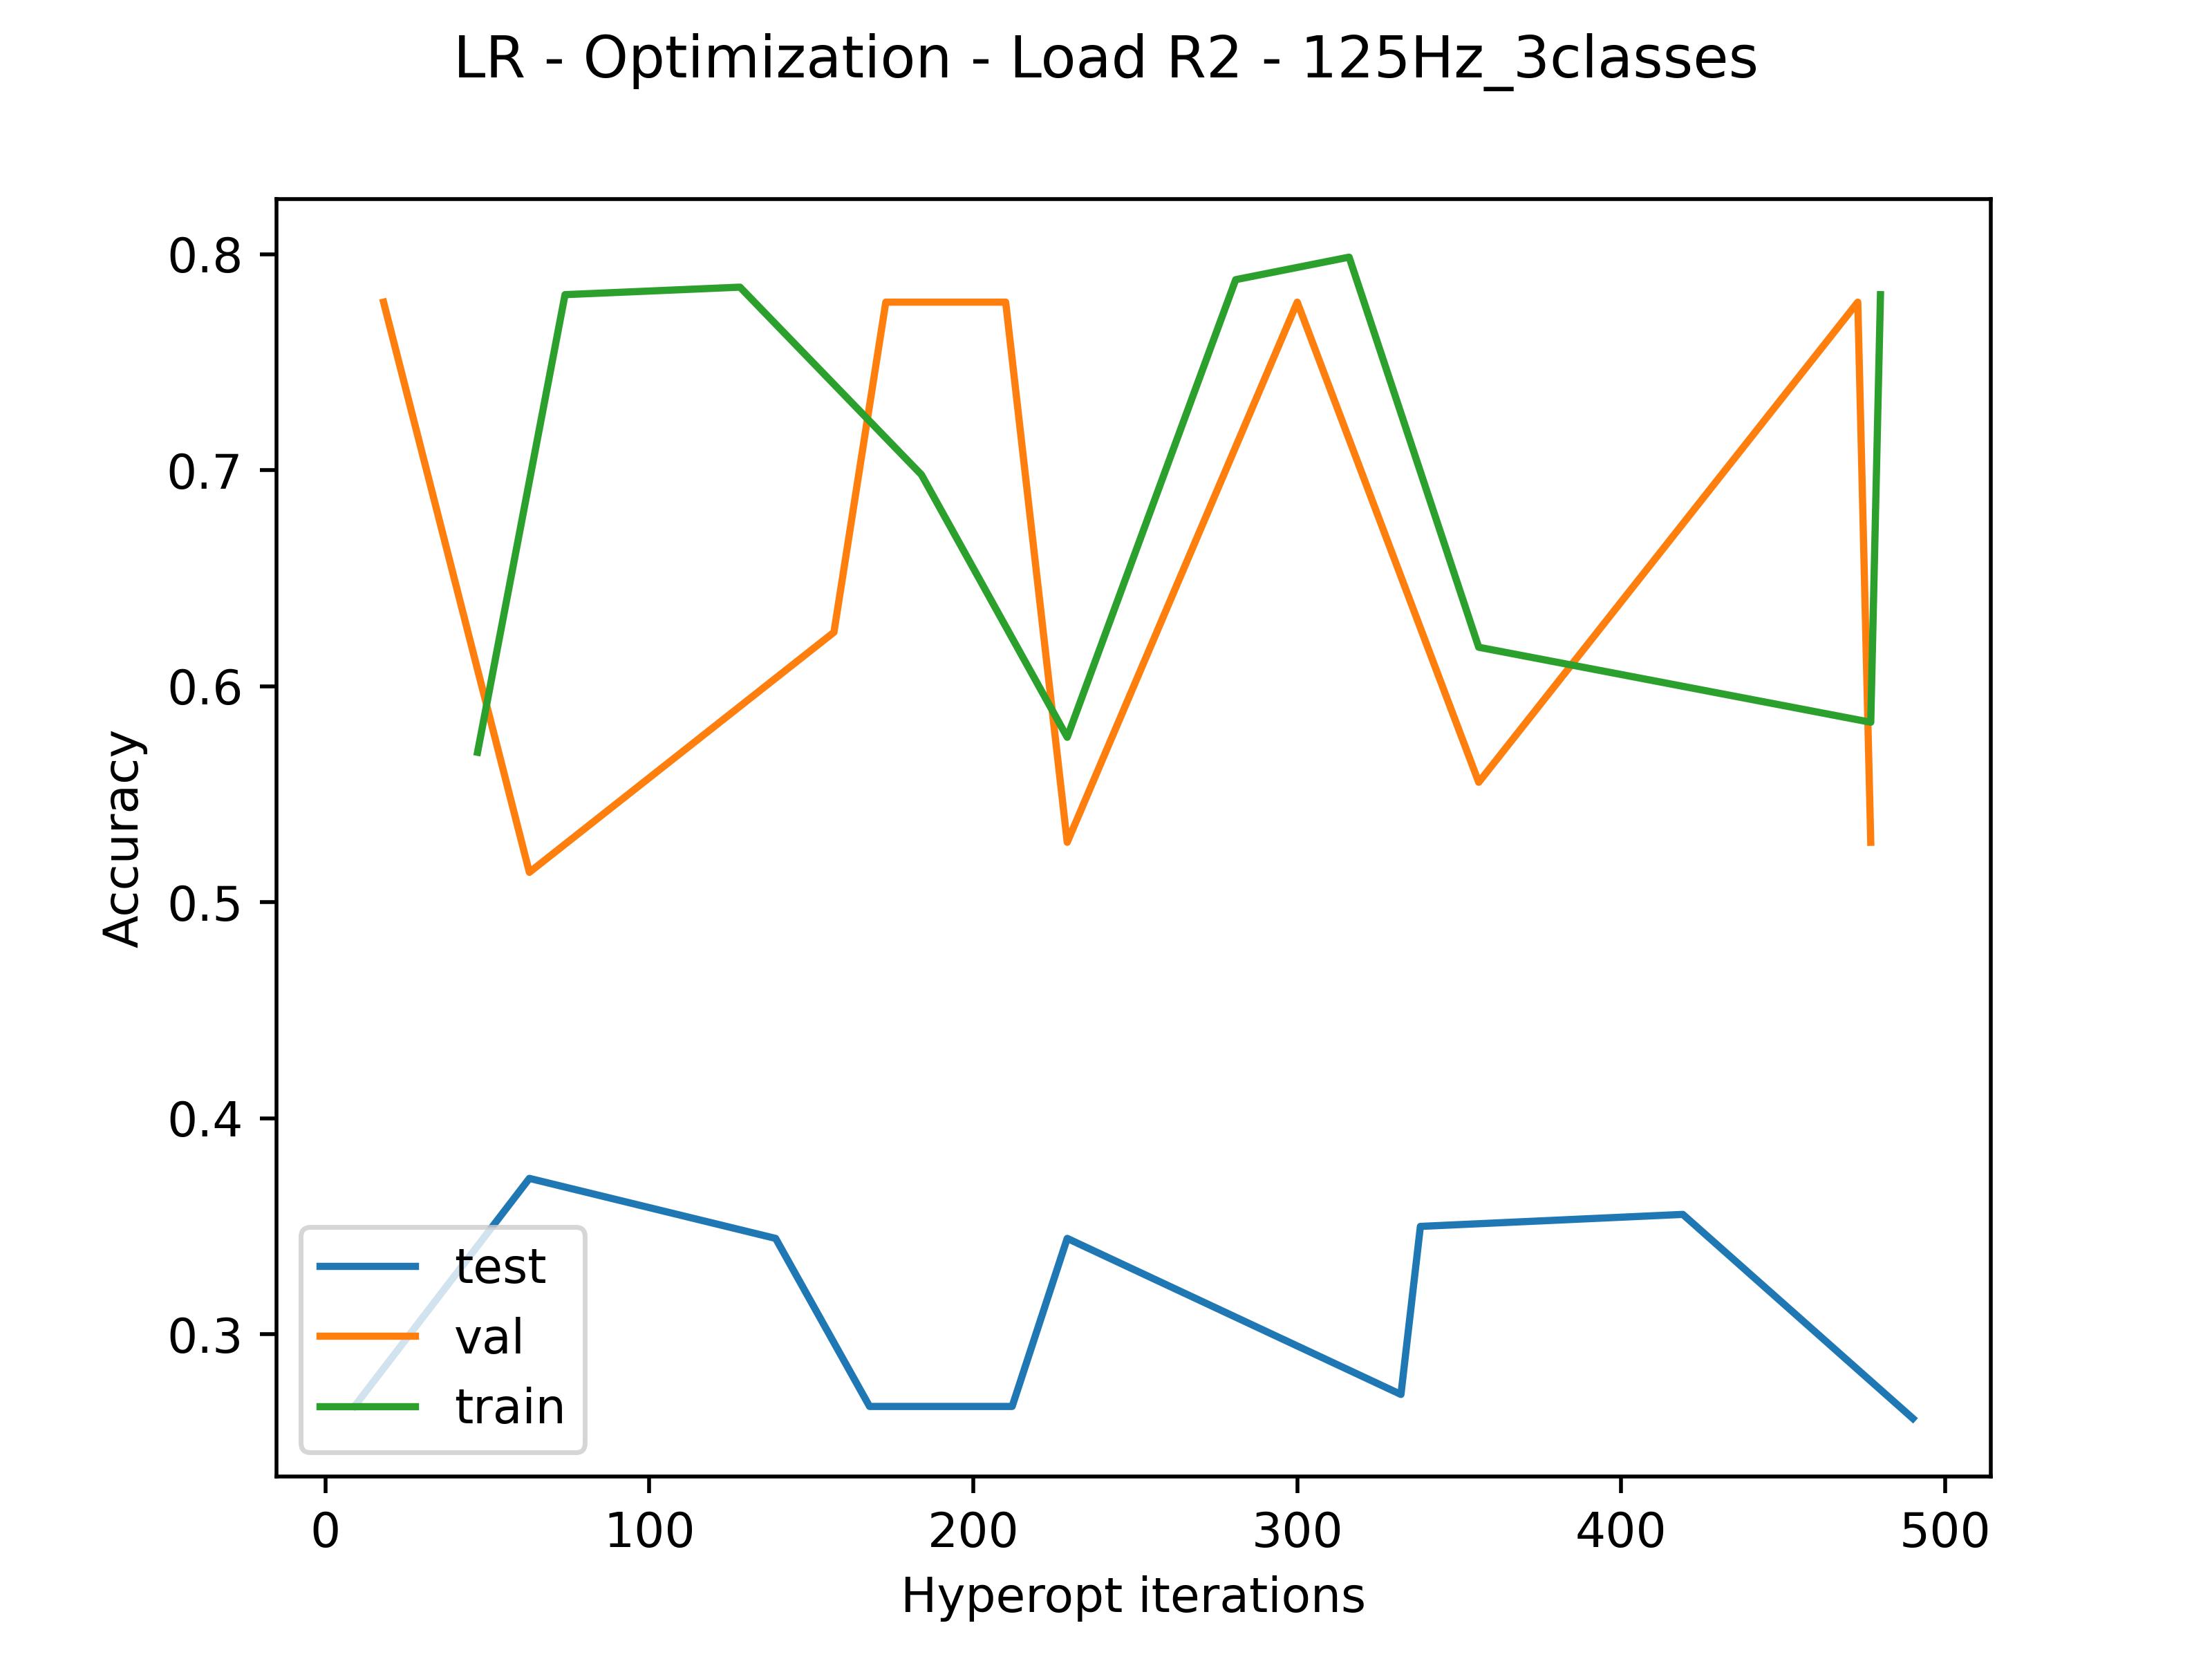 LR - Optimization - Load R2 - 125Hz_3classes
0.8
0.7
0.6
0.5
0.4
0.3
Accuracy
test
val
train
0 100 200 300 400 500
Hyperopt iterations